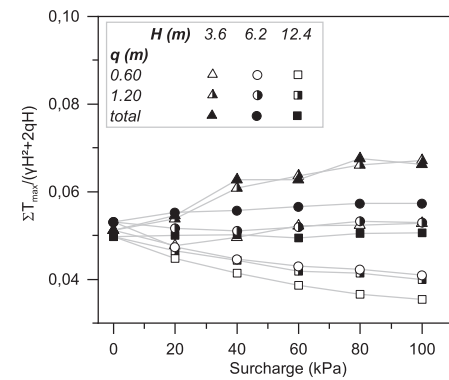 0,10
0,08
0,06
0,04
ΣTmax/(γH²+2qH)
H (m) 3.6 6.2 12.4
q (m)
0.60
1.20
total
0 20 40 60 80 100
Surcharge (kPa)